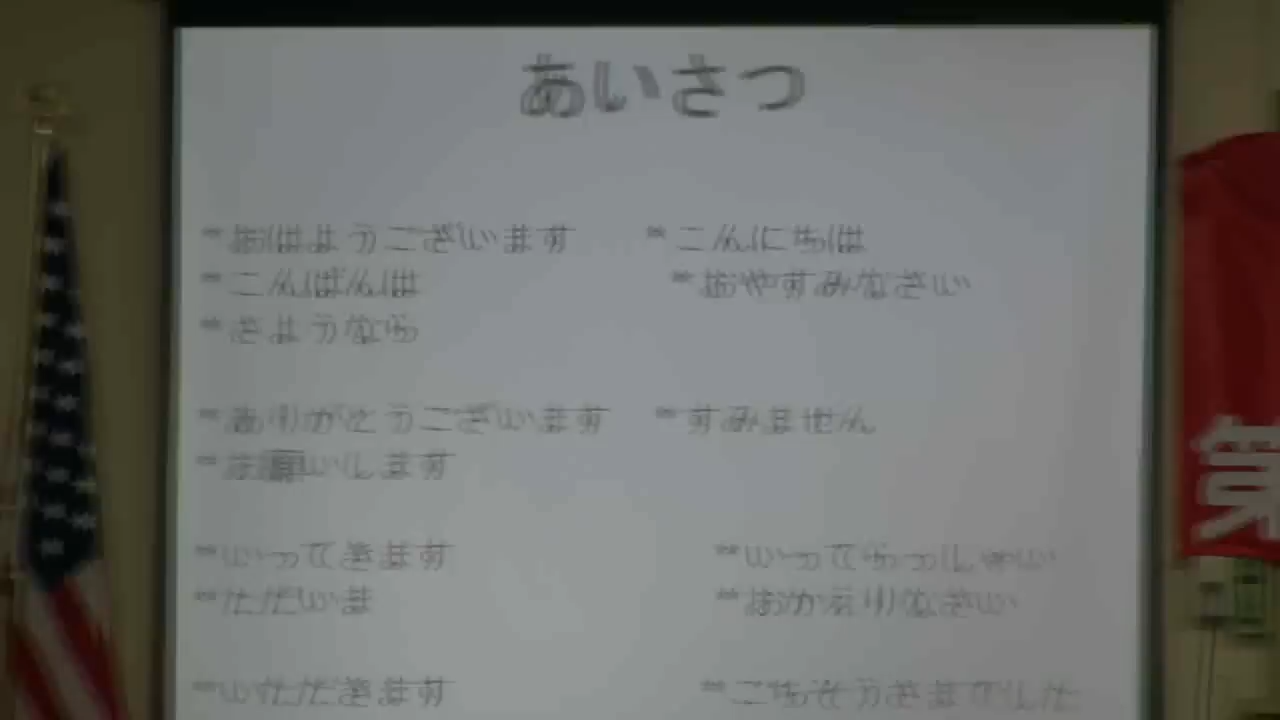 あいさつ
* おはようございます * こんにちは
* こんばんは * おやすみなさい
* さようなら
* ありがとうございます * すみません
* お願いします
* いってきます * いってらっしゃい
* ただいま * おかえりなさい
* いただきます * ごちそうさまでした
第